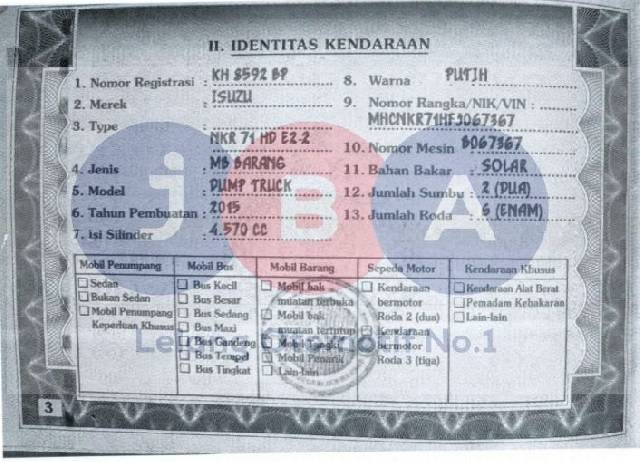 II. IDENTITAS KENDARAAN
1. Nomor Registrasi : KH 8592 BP
2. Merek : ISUZU
3. Type : NKR 71 HD E2-2
4. Jenis : MB BARANG
5. Model : DUMP TRUCK
6. Tahun Pembuatan : 2015
7. Isi Silinder : 4.570 CC
8. Warna PUTIH
9. Nomor Rangka/NIK/VIN :
MHCNKR71HFJ067367
10. Nomor Mesin B067367
11. Bahan Bakar : SOLAR
12. Jumlah Sumbu : 2 (DUA)
13. Jumlah Roda : 6 (ENAM)
jBA
Mobil Penumpang
Sedan
Bukan Sedan
Mobil Penumpang
Keperluan Khusus
Mobil Bus
Bus Kecil
Bus Besar
Bus Sedang
Bus Maxi
Bus Gandeng
Bus Tempel
Bus Tingkat
Mobil Barang
Mobil bak
muatan terbuka
Mobil bak
muatan tertutup
Mobil Penarik
Lain-lain
Sepeda Motor
Kendaraan
bermotor
Roda 2 (dua)
Kendaraan
bermotor
Roda 3 (tiga)
Kendaraan Khusus
Kendaraan Alat Berat
Pemadam Kebakaran
Lain-lain
No.1
3